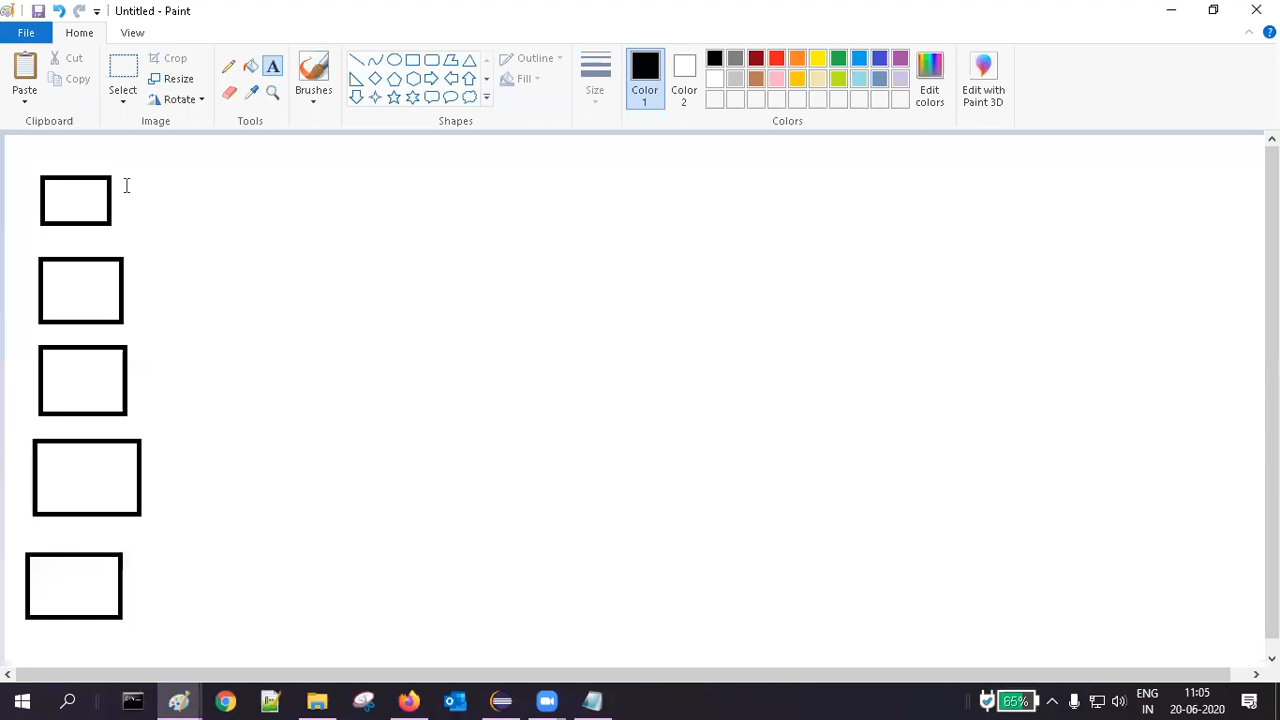 Untitled - Paint
File Home View
Paste
Cut
Copy
Clipboard
Select
Crop
Resize
Rotate
Image
A
Tools
Brushes
Outline
Fill
Shapes
Size
Color 1
Color 2
Colors
Edit colors
Edit with Paint 3D
65%
ENG
IN
11:05
20-06-2020